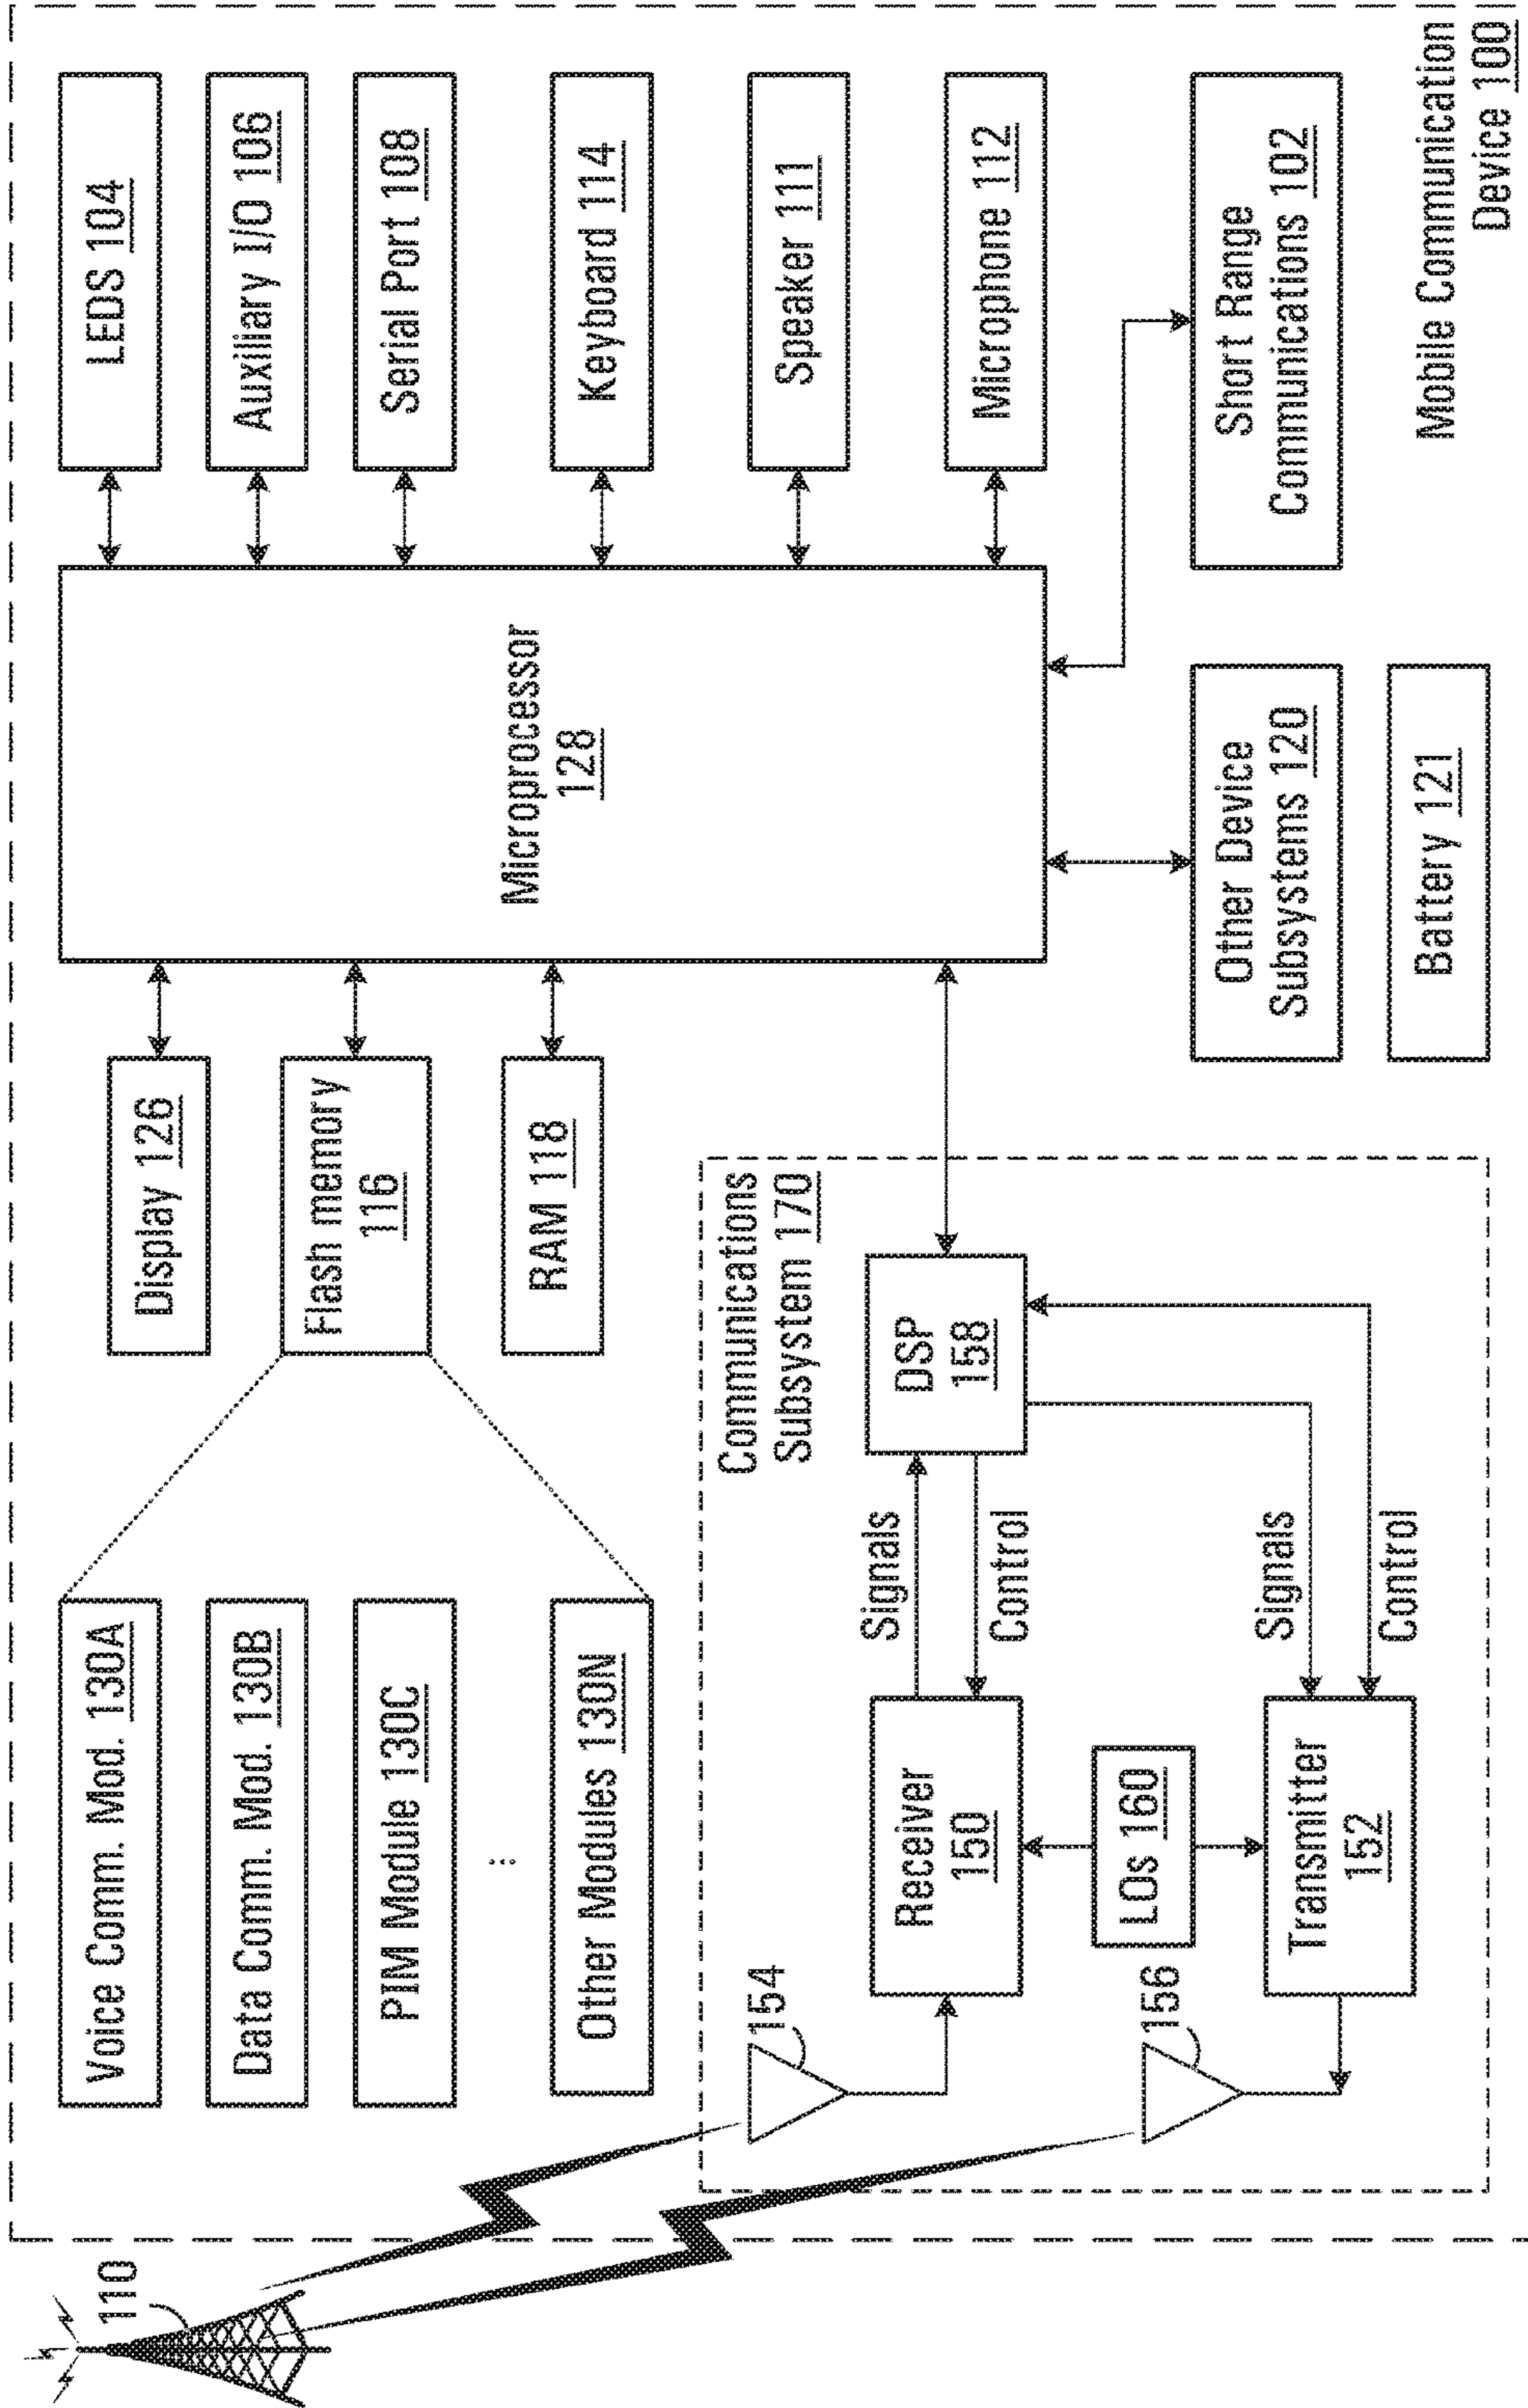 110
Voice Comm. Mod. 130A
Data Comm. Mod. 130B
PIM Module 130C
⋮
Other Modules 130N
Display 126
Flash memory
116
RAM 118
Microprocessor
128
LEDS 104
Auxiliary I/O 106
Serial Port 108
Keyboard 114
Speaker 111
Microphone 112
Short Range
Communications 102
Other Device
Subsystems 120
Battery 121
Communications
Subsystem 170
154
Receiver
150
Signals
Control
DSP
158
LOs 160
156
Transmitter
152
Signals
Control
Mobile Communication
Device 100